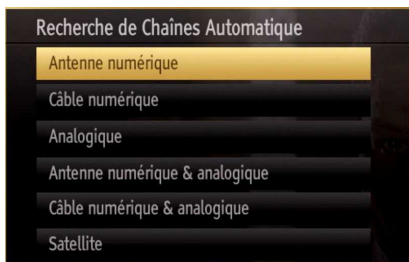 Recherche de Chaînes Automatique
Antenne numérique
Câble numérique
Analogique
Antenne numérique & analogique
Câble numérique & analogique
Satellite